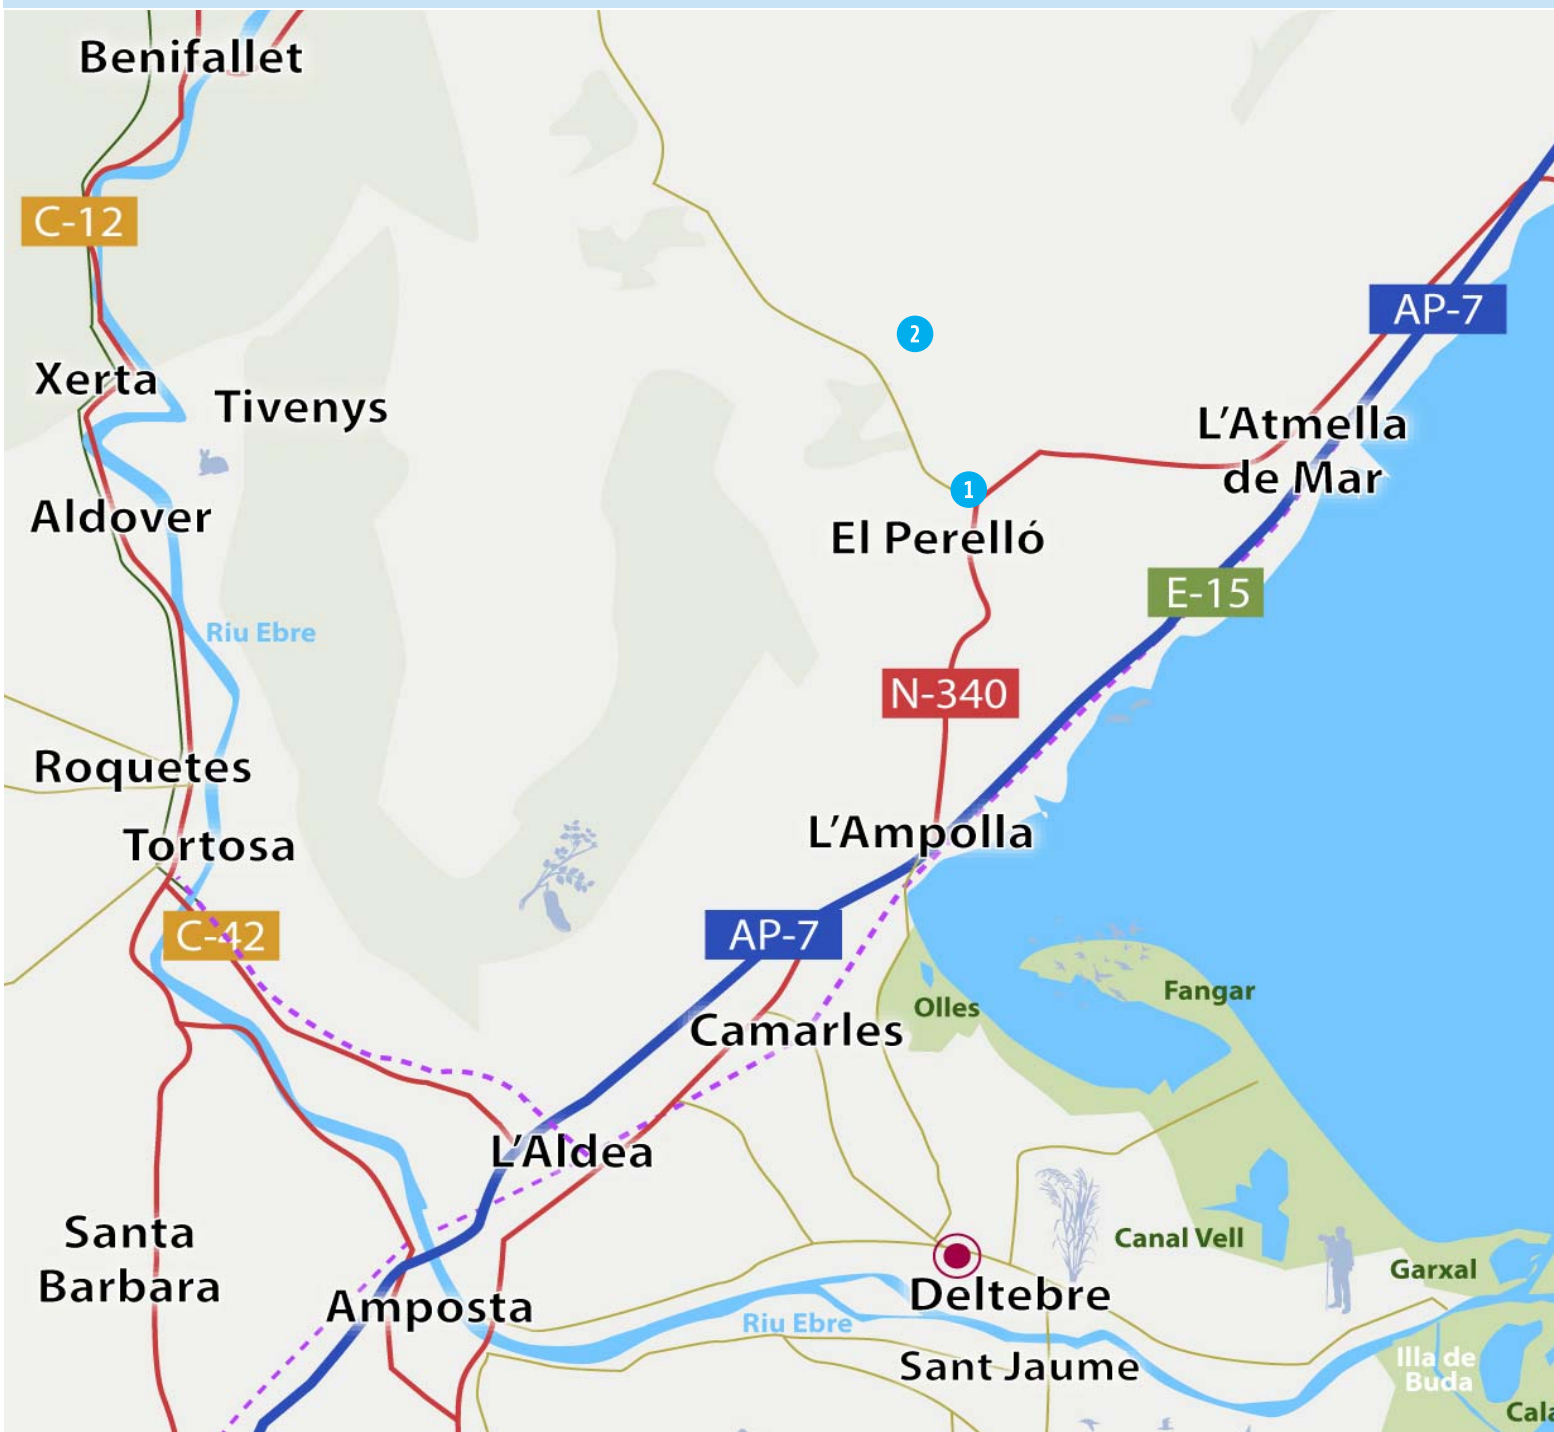 Benifallet
C-12
2
AP-7
Xerta
Tivenys
L'Atmella
de Mar
1
Aldover
El Perelló
E-15
Riu Ebre
N-340
Roquetes
Tortosa
L'Ampolla
C-42
AP-7
Olles
Fangar
Camarles
L'Aldea
Santa
Barbara
Canal Vell
Garxal
Amposta
Deltebre
Riu Ebre
Sant Jaume
Illa de
Buda